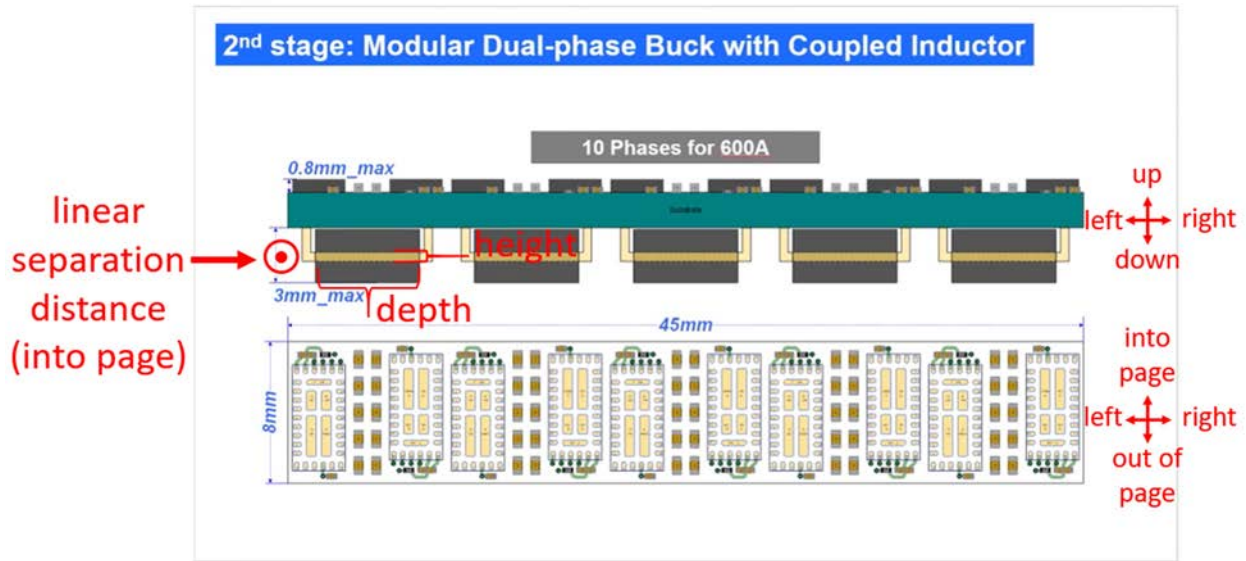 2nd stage: Modular Dual-phase Buck with Coupled Inductor
10 Phases for 600A
0.8mm_max
up
left
right
down
linear
separation
distance
(into page)
height
depth
3mm_max
45mm
8mm
into
page
left
right
out of
page